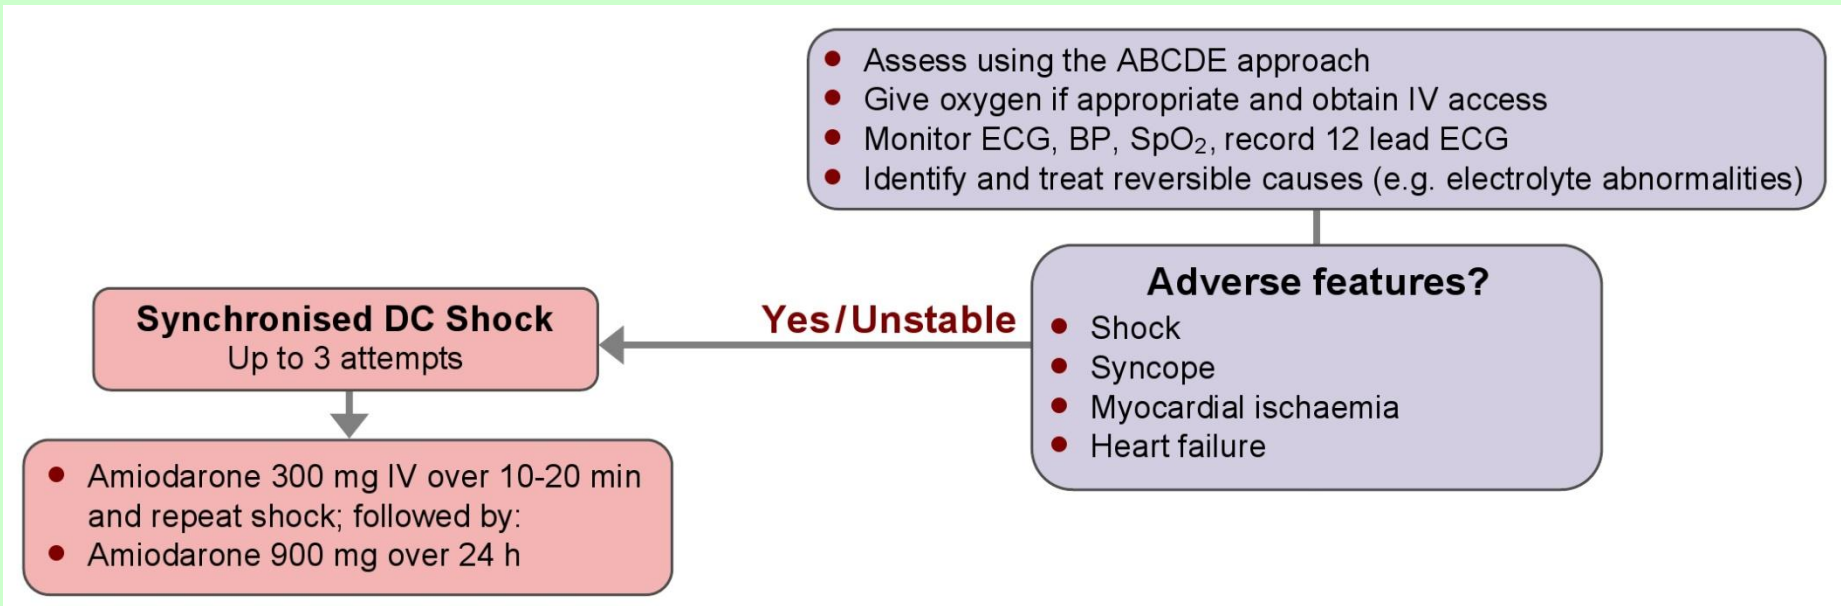 Assess using the ABCDE approach
Give oxygen if appropriate and obtain IV access
Monitor ECG, BP, SpO₂, record 12 lead ECG
Identify and treat reversible causes (e.g. electrolyte abnormalities)
Adverse features?
Shock
Syncope
Myocardial ischaemia
Heart failure
Yes/Unstable
Synchronised DC Shock
Up to 3 attempts
Amiodarone 300 mg IV over 10-20 min
and repeat shock; followed by:
Amiodarone 900 mg over 24 h